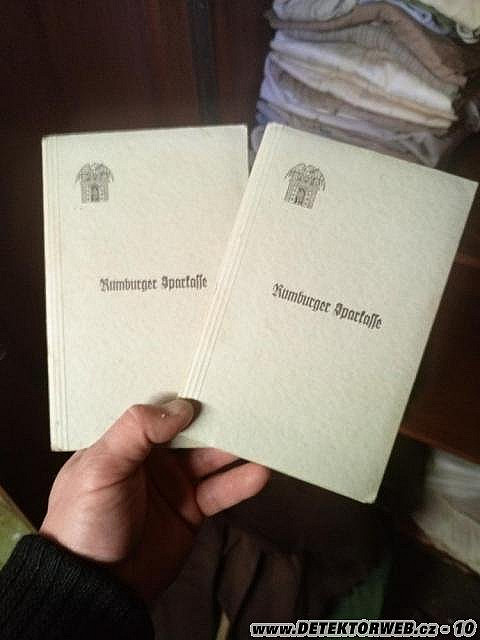 Rumburger Sparkasse
Rumburger Sparkasse
www.DETEKTORWEB.cz - 10